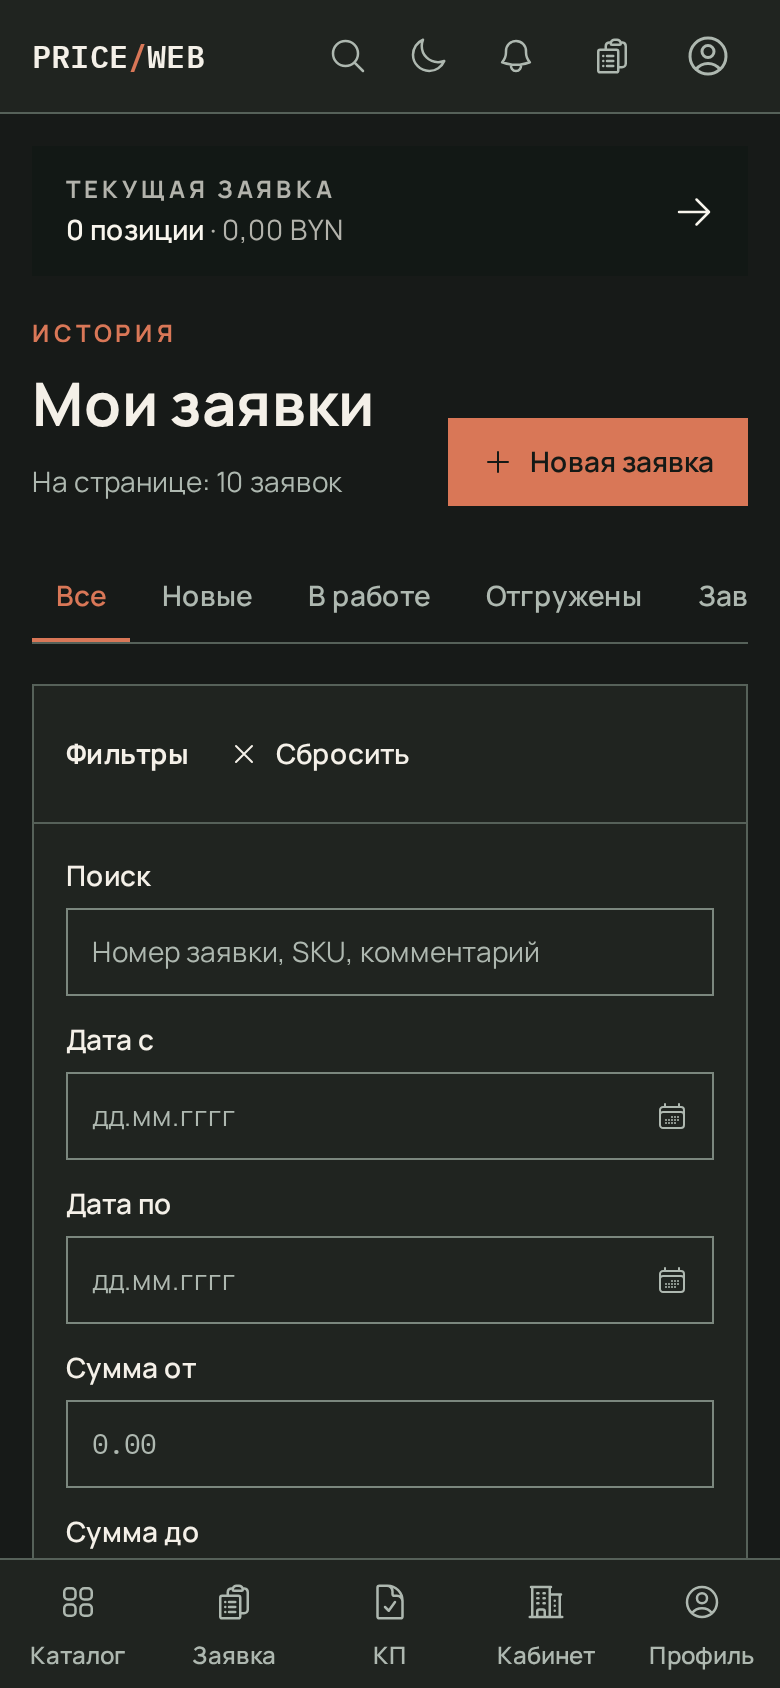 PRICE/WEB
ТЕКУЩАЯ ЗАЯВКА
0 позиции · 0,00 BYN
ИСТОРИЯ
Мои заявки
На странице: 10 заявок
Новая заявка
Все Новые В работе Отгружены Зав
Фильтры Сбросить
Поиск
Номер заявки, SKU, комментарий
Дата с
дд.мм.гггг
Дата по
дд.мм.гггг
Сумма от
0.00
Сумма до
Каталог Заявка КП Кабинет Профиль